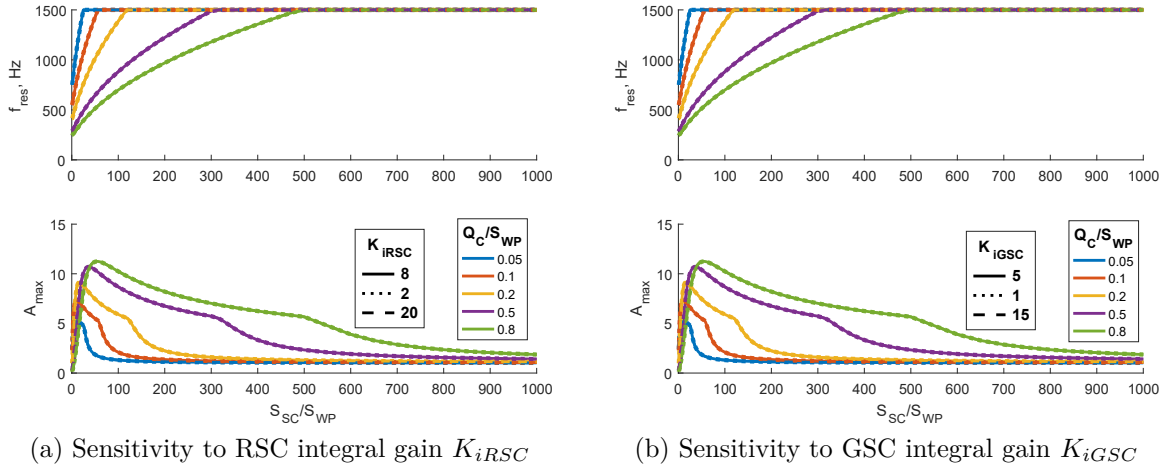 1500
1000
500
0
f_res, Hz
0 100 200 300 400 500 600 700 800 900 1000
15
10
5
0
A_max
0 100 200 300 400 500 600 700 800 900 1000
S_SC/S_WP
K_iRSC
8
2
20
Q_C/S_WP
0.05
0.1
0.2
0.5
0.8
(a) Sensitivity to RSC integral gain K_iRSC
1500
1000
500
0
f_res, Hz
0 100 200 300 400 500 600 700 800 900 1000
15
10
5
0
A_max
0 100 200 300 400 500 600 700 800 900 1000
S_SC/S_WP
K_iGSC
5
1
15
Q_C/S_WP
0.05
0.1
0.2
0.5
0.8
(b) Sensitivity to GSC integral gain K_iGSC